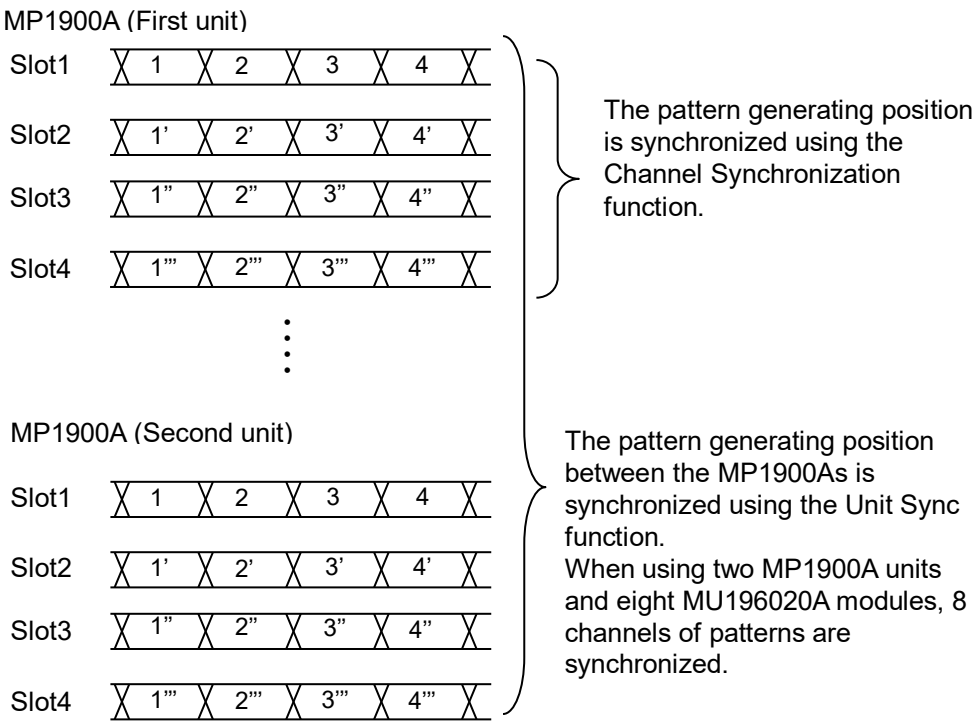 MP1900A (First unit)
Slot1 1 2 3 4
Slot2 1’ 2’ 3’ 4’
Slot3 1” 2” 3” 4”
Slot4 1”’ 2”’ 3”’ 4”’
The pattern generating position
is synchronized using the
Channel Synchronization
function.
MP1900A (Second unit)
Slot1 1 2 3 4
Slot2 1’ 2’ 3’ 4’
Slot3 1” 2” 3” 4”
Slot4 1”’ 2”’ 3”’ 4”’
The pattern generating position
between the MP1900As is
synchronized using the Unit Sync
function.
When using two MP1900A units
and eight MU196020A modules, 8
channels of patterns are
synchronized.